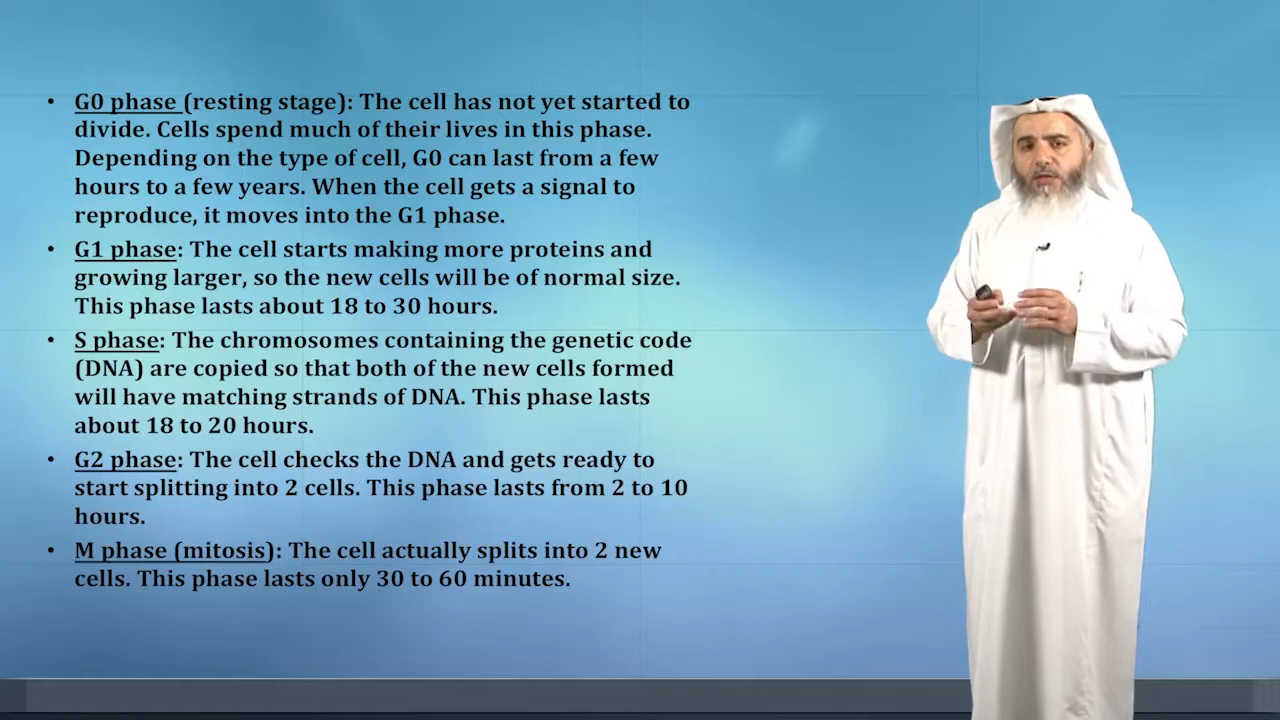 • G0 phase (resting stage): The cell has not yet started to
divide. Cells spend much of their lives in this phase.
Depending on the type of cell, G0 can last from a few
hours to a few years. When the cell gets a signal to
reproduce, it moves into the G1 phase.
• G1 phase: The cell starts making more proteins and
growing larger, so the new cells will be of normal size.
This phase lasts about 18 to 30 hours.
• S phase: The chromosomes containing the genetic code
(DNA) are copied so that both of the new cells formed
will have matching strands of DNA. This phase lasts
about 18 to 20 hours.
• G2 phase: The cell checks the DNA and gets ready to
start splitting into 2 cells. This phase lasts from 2 to 10
hours.
• M phase (mitosis): The cell actually splits into 2 new
cells. This phase lasts only 30 to 60 minutes.